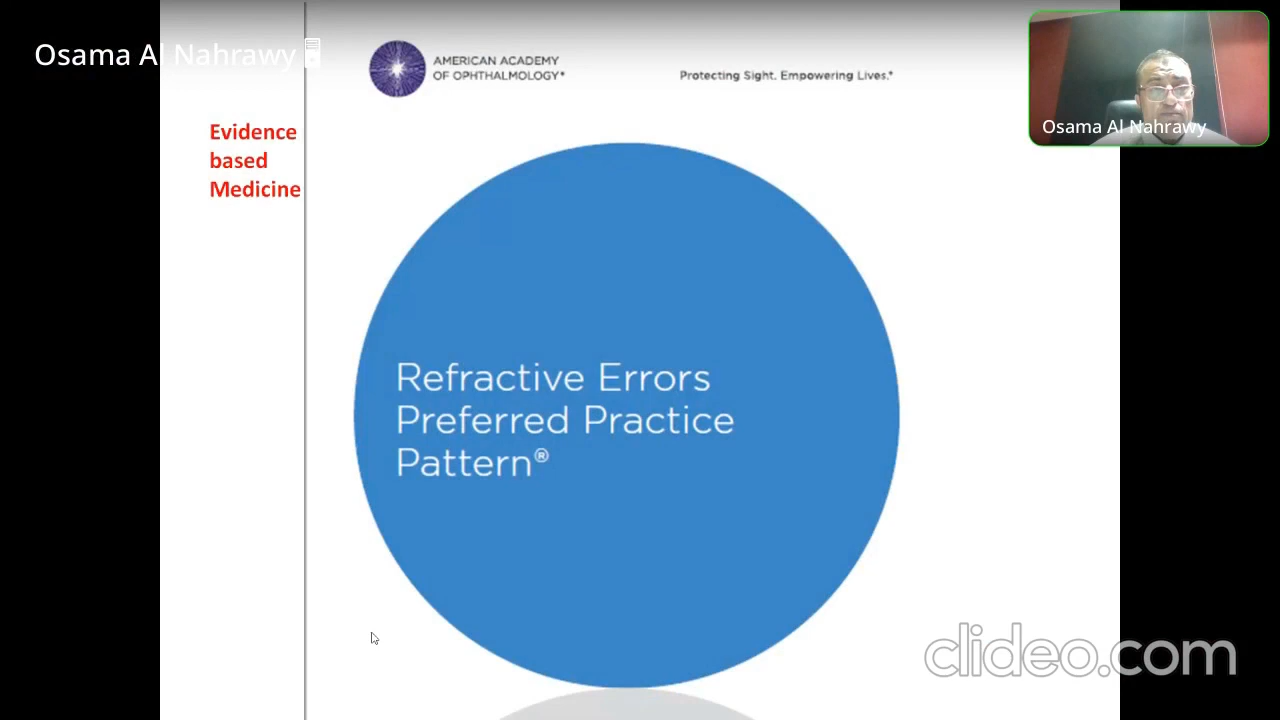 Osama Al Nahrawy
AMERICAN ACADEMY
OF OPHTHALMOLOGY®
Protecting Sight. Empowering Lives.®
Osama Al Nahrawy
Evidence
based
Medicine
Refractive Errors
Preferred Practice
Pattern®
clideo.com